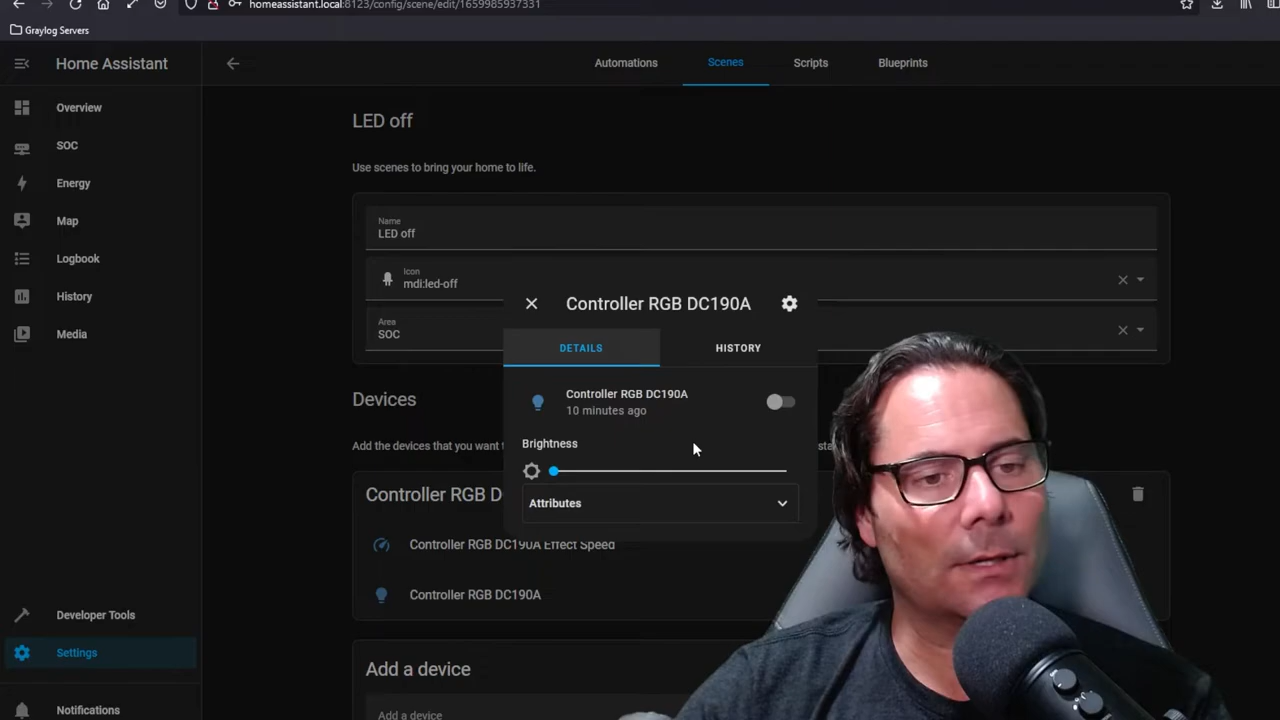 homeassistant.local:8123/config/scene/edit/1659985937331
Graylog Servers
Home Assistant
Automations
Scenes
Scripts
Blueprints
Overview
SOC
Energy
Map
Logbook
History
Media
Developer Tools
Settings
Notifications
LED off
Use scenes to bring your home to life.
Name
LED off
Icon
mdi:led-off
Area
SOC
Controller RGB DC190A
DETAILS
HISTORY
Controller RGB DC190A
10 minutes ago
Brightness
Attributes
Devices
Add the devices that you want
Controller RGB D
Controller RGB DC190A Effect Speed
Controller RGB DC190A
Add a device
Add a device